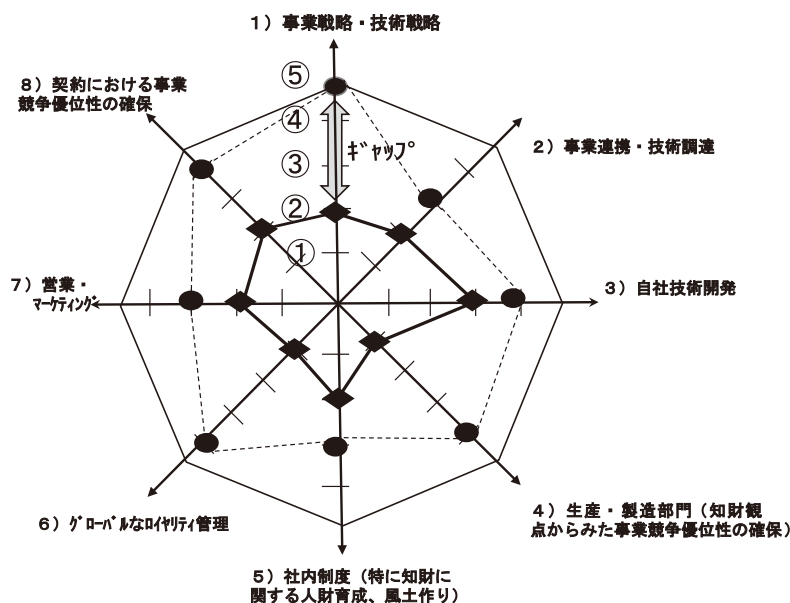 １）事業戦略・技術戦略
８）契約における事業
競争優位性の確保
⑤
④
ｷﾞｬｯﾌﾟ
２）事業連携・技術調達
③
②
①
７）営業・
ﾏｰｹﾃｨﾝｸﾞ
３）自社技術開発
４）生産・製造部門（知財観
点からみた事業競争優位性の確保）
６）ｸﾞﾛｰﾊﾞﾙなﾛｲﾔﾘﾃｨ管理
５）社内制度（特に知財に
関する人財育成、風土作り）